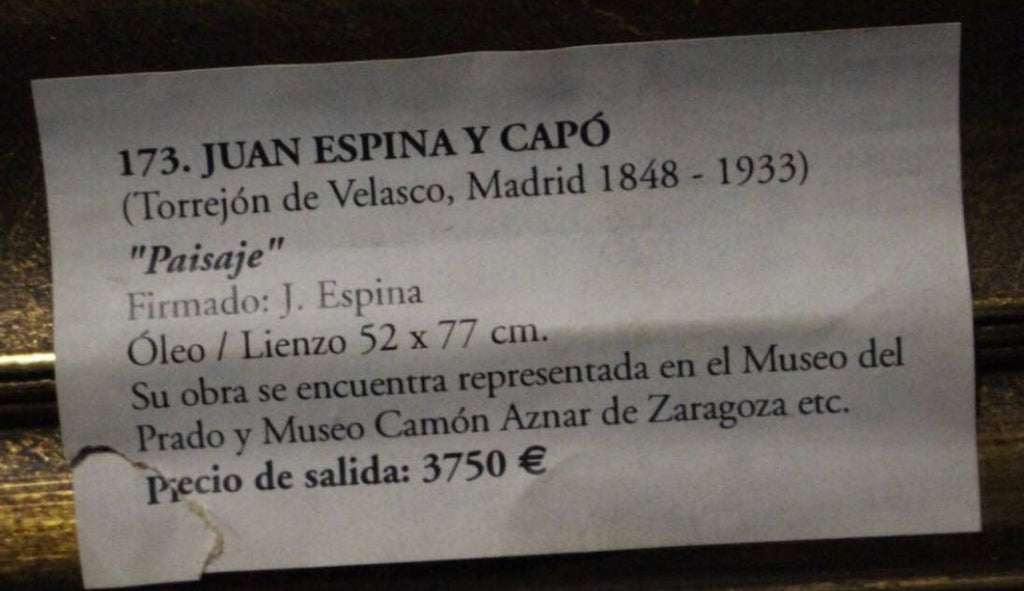 173. JUAN ESPINA Y CAPÓ
(Torrejón de Velasco, Madrid 1848 - 1933)
"Paisaje"
Firmado: J. Espina
Óleo / Lienzo 52 x 77 cm.
Su obra se encuentra representada en el Museo del
Prado y Museo Camón Aznar de Zaragoza etc.
Precio de salida: 3750 €